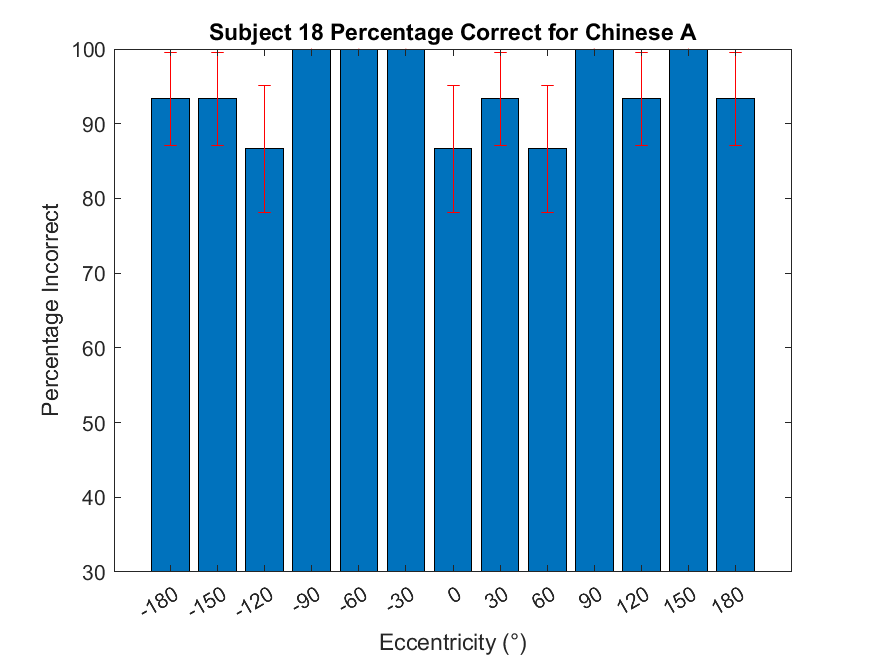 Subject 18 Percentage Correct for Chinese A
Percentage Incorrect
100
90
80
70
60
50
40
30
-180 -150 -120 -90 -60 -30 0 30 60 90 120 150 180
Eccentricity (°)